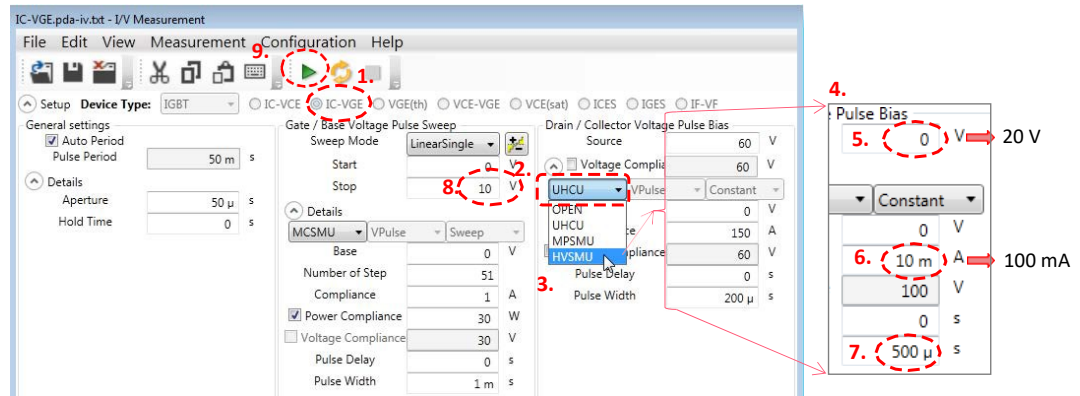 IC-VGE.pda-iv.txt - I/V Measurement
File Edit View Measurement Configuration Help
9.
1.
Setup Device Type: IGBT IC-VCE IC-VGE VGE(th) VCE-VGE VCE(sat) ICES IGES IF-VF
General settings
Auto Period
Pulse Period 50 m s
Details
Aperture 50 µ s
Hold Time 0 s
Gate / Base Voltage Pulse Sweep
Sweep Mode LinearSingle
Start 0 V
8.
Stop 10 V
Details
MCSMU VPulse Sweep
Base 0 V
Number of Step 51
Compliance 1 A
Power Compliance 30 W
Voltage Compliance 30 V
Pulse Delay 0 s
Pulse Width 1 m s
Drain / Collector Voltage Pulse Bias
Source 60 V
Voltage Complia 60 V
2.
UHCU VPulse Constant
OPEN 0 V
UHCU ce 150 A
MPSMU
HVSMU pliance 60 V
3.
Pulse Delay 0 s
Pulse Width 200 µ s
4.
Pulse Bias
5. 0 V 20 V
Constant
0 V
6. 10 m A 100 mA
100 V
0 s
7. 500 µ s